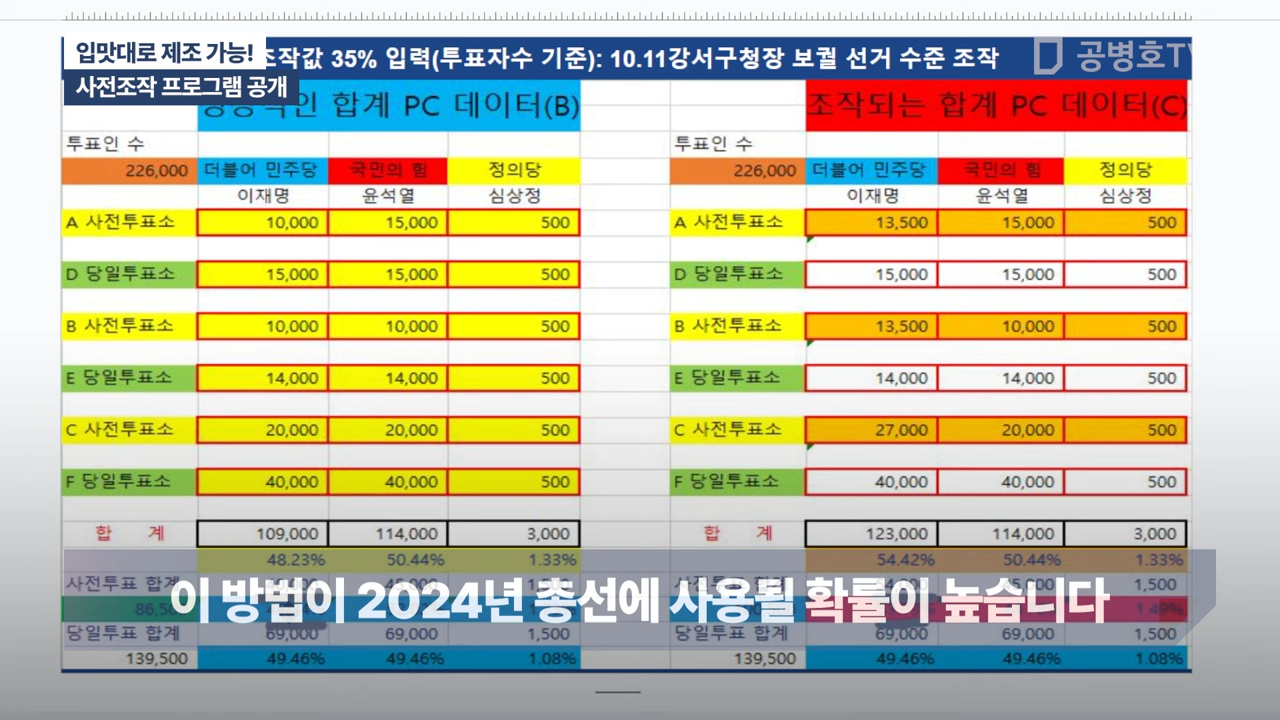 입맛대로 제조 가능!
사전조작 프로그램 공개
조작값 35% 입력(투표자수 기준): 10.11강서구청장 보궐 선거 수준 조작
공병호TV
합계 PC 데이터(B)
조작되는 합계 PC 데이터(C)
투표인 수 투표인 수
226,000 더불어 민주당 국민의 힘 정의당 226,000 더불어 민주당 국민의 힘 정의당
이재명 윤석열 심상정 이재명 윤석열 심상정
A 사전투표소 10,000 15,000 500 A 사전투표소 13,500 15,000 500
D 당일투표소 15,000 15,000 500 D 당일투표소 15,000 15,000 500
B 사전투표소 10,000 10,000 500 B 사전투표소 13,500 10,000 500
E 당일투표소 14,000 14,000 500 E 당일투표소 14,000 14,000 500
C 사전투표소 20,000 20,000 500 C 사전투표소 27,000 20,000 500
F 당일투표소 40,000 40,000 500 F 당일투표소 40,000 40,000 500
합 계 109,000 114,000 3,000 합 계 123,000 114,000 3,000
48.23% 50.44% 1.33% 54.42% 50.44% 1.33%
사전투표 합계 1,500
이 방법이 2024년 총선에 사용될 확률이 높습니다
당일투표 합계 69,000 69,000 1,500 당일투표 합계 69,000 69,000 1,500
139,500 49.46% 49.46% 1.08% 139,500 49.46% 49.46% 1.08%